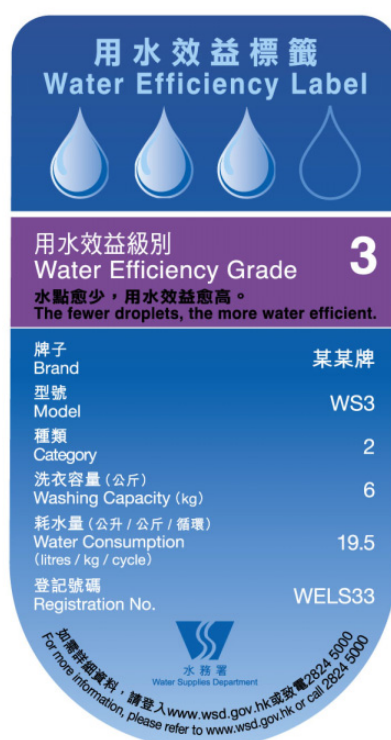 用水效益標籤
Water Efficiency Label
用水效益級別
Water Efficiency Grade 3
水點愈少，用水效益愈高。
The fewer droplets, the more water efficient.
牌子
Brand
某某牌
型號
Model
WS3
種類
Category
2
洗衣容量（公斤）
Washing Capacity (kg)
6
耗水量（公升 / 公斤 / 循環）
Water Consumption
(litres / kg / cycle)
19.5
登記號碼
Registration No.
WELS33
水務署
Water Supplies Department
如需詳細資料，請登入www.wsd.gov.hk或致電2824 5000
For more information, please refer to www.wsd.gov.hk or call 2824 5000